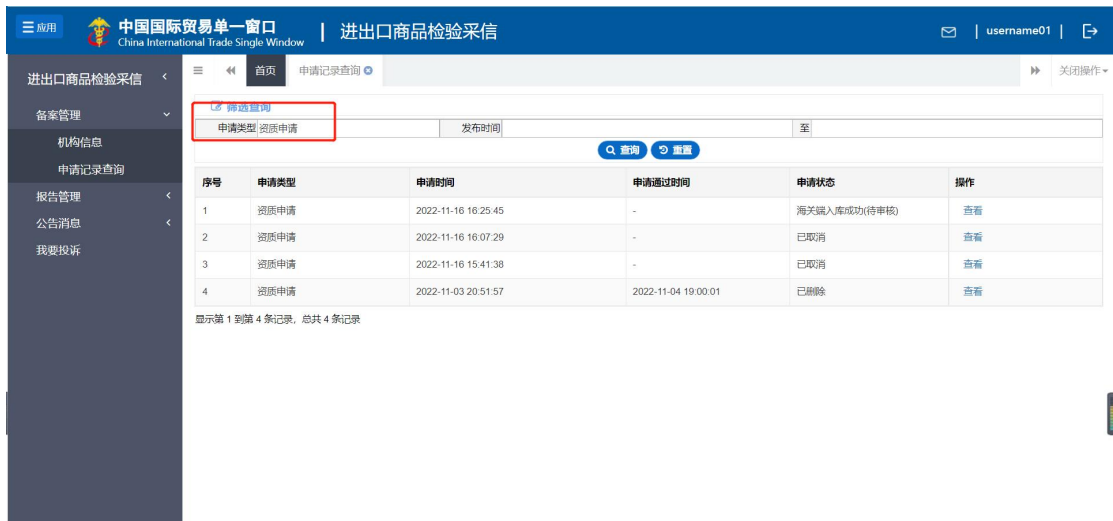 应用
中国国际贸易单一窗口
China International Trade Single Window
进出口商品检验采信
username01
进出口商品检验采信
首页
申请记录查询
关闭操作
备案管理
机构信息
申请记录查询
报告管理
公告消息
我要投诉
筛选查询
申请类型 资质申请 发布时间 至
查询 重置
序号 申请类型 申请时间 申请通过时间 申请状态 操作
1 资质申请 2022-11-16 16:25:45 - 海关端入库成功(待审核) 查看
2 资质申请 2022-11-16 16:07:29 - 已取消 查看
3 资质申请 2022-11-16 15:41:38 - 已取消 查看
4 资质申请 2022-11-03 20:51:57 2022-11-04 19:00:01 已删除 查看
显示第 1 到第 4 条记录，总共 4 条记录